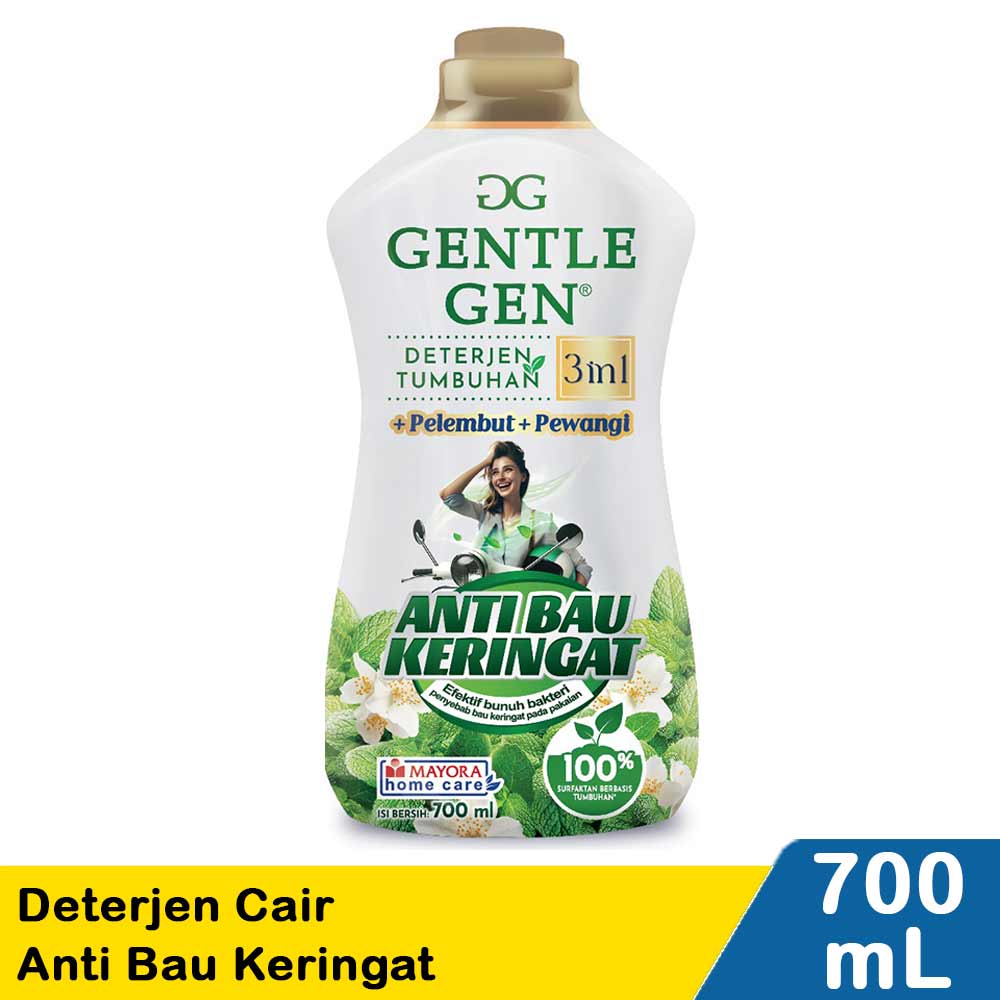 GG
GENTLE
GEN®
DETERJEN
TUMBUHAN
3in1
+Pelembut+Pewangi
ANTI BAU
KERINGAT
Efektif bunuh bakteri
penyebab bau keringat pada pakaian
100%
SURFAKTAN BERBASIS
TUMBUHAN*
MAYORA
home care
ISI BERSIH: 700 ml
Deterjen Cair
Anti Bau Keringat
700
mL